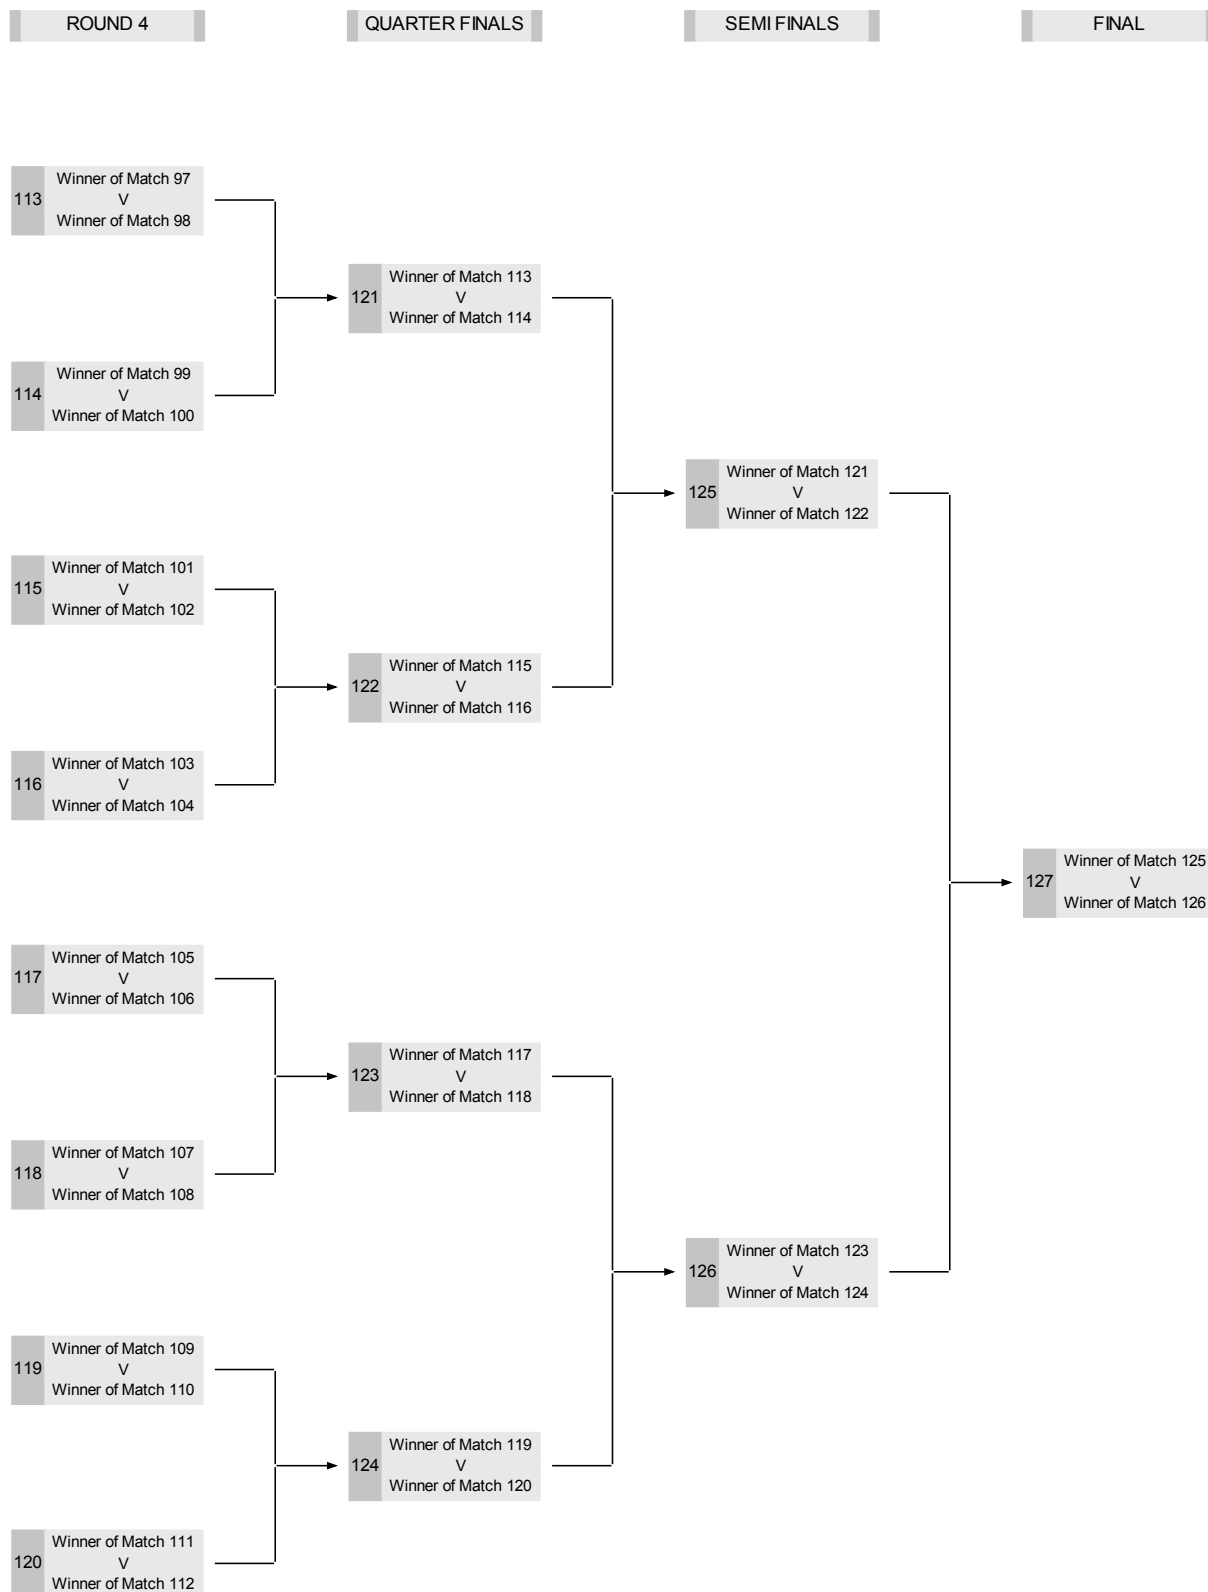 ROUND 4
QUARTER FINALS
SEMI FINALS
FINAL
113
Winner of Match 97
V
Winner of Match 98
114
Winner of Match 99
V
Winner of Match 100
115
Winner of Match 101
V
Winner of Match 102
116
Winner of Match 103
V
Winner of Match 104
117
Winner of Match 105
V
Winner of Match 106
118
Winner of Match 107
V
Winner of Match 108
119
Winner of Match 109
V
Winner of Match 110
120
Winner of Match 111
V
Winner of Match 112
121
Winner of Match 113
V
Winner of Match 114
122
Winner of Match 115
V
Winner of Match 116
123
Winner of Match 117
V
Winner of Match 118
124
Winner of Match 119
V
Winner of Match 120
125
Winner of Match 121
V
Winner of Match 122
126
Winner of Match 123
V
Winner of Match 124
127
Winner of Match 125
V
Winner of Match 126